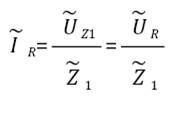 Ĩ R = Ũ Z1 / Z̃ 1 = Ũ R / Z̃ 1